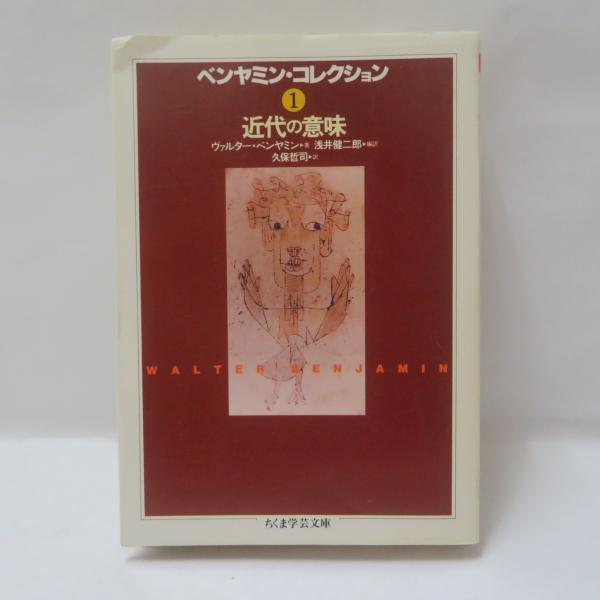 ベンヤミン・コレクション
1
近代の意味
ヴァルター・ベンヤミン▶著 浅井健二郎▶編訳
久保哲司▶訳
WALTER BENJAMIN
ちくま学芸文庫